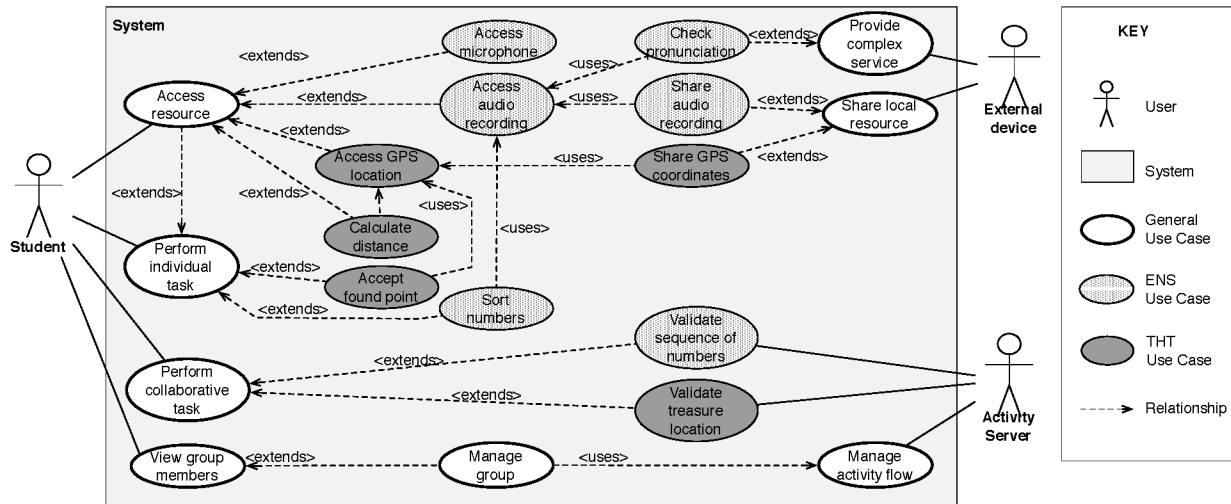 System
Access
microphone
Check
pronunciation
<extends>
Provide
complex
service
<extends>
<uses>
Access
resource
<extends>
Access
audio
recording
<uses>
Share
audio
recording
<extends>
Share local
resource
External
device
<extends>
Access GPS
location
<uses>
Share GPS
coordinates
<extends>
<extends>
<extends>
<uses>
Calculate
distance
<uses>
Student
Perform
individual
task
<extends>
Accept
found point
<extends>
Sort
numbers
Validate
sequence of
numbers
<extends>
Perform
collaborative
task
<extends>
Validate
treasure
location
Activity
Server
View group
members
<extends>
Manage
group
<uses>
Manage
activity flow
KEY
User
System
General
Use Case
ENS
Use Case
THT
Use Case
Relationship